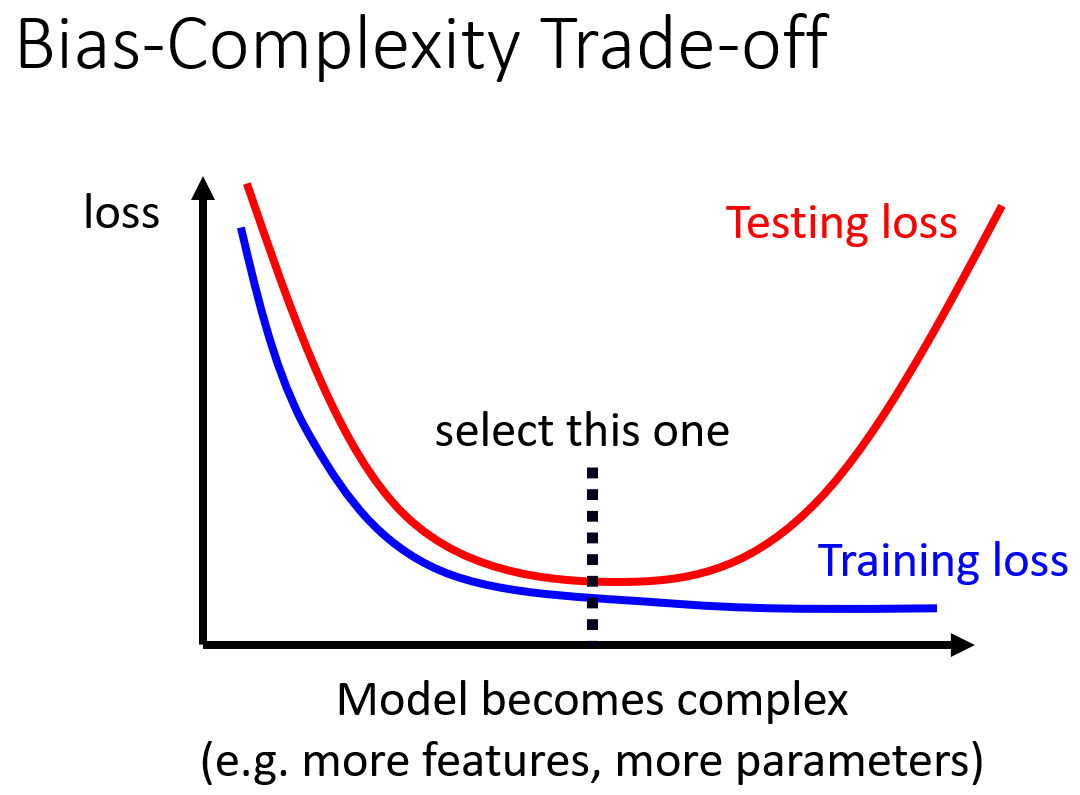 Bias-Complexity Trade-off
loss
Testing loss
select this one
Training loss
Model becomes complex
(e.g. more features, more parameters)